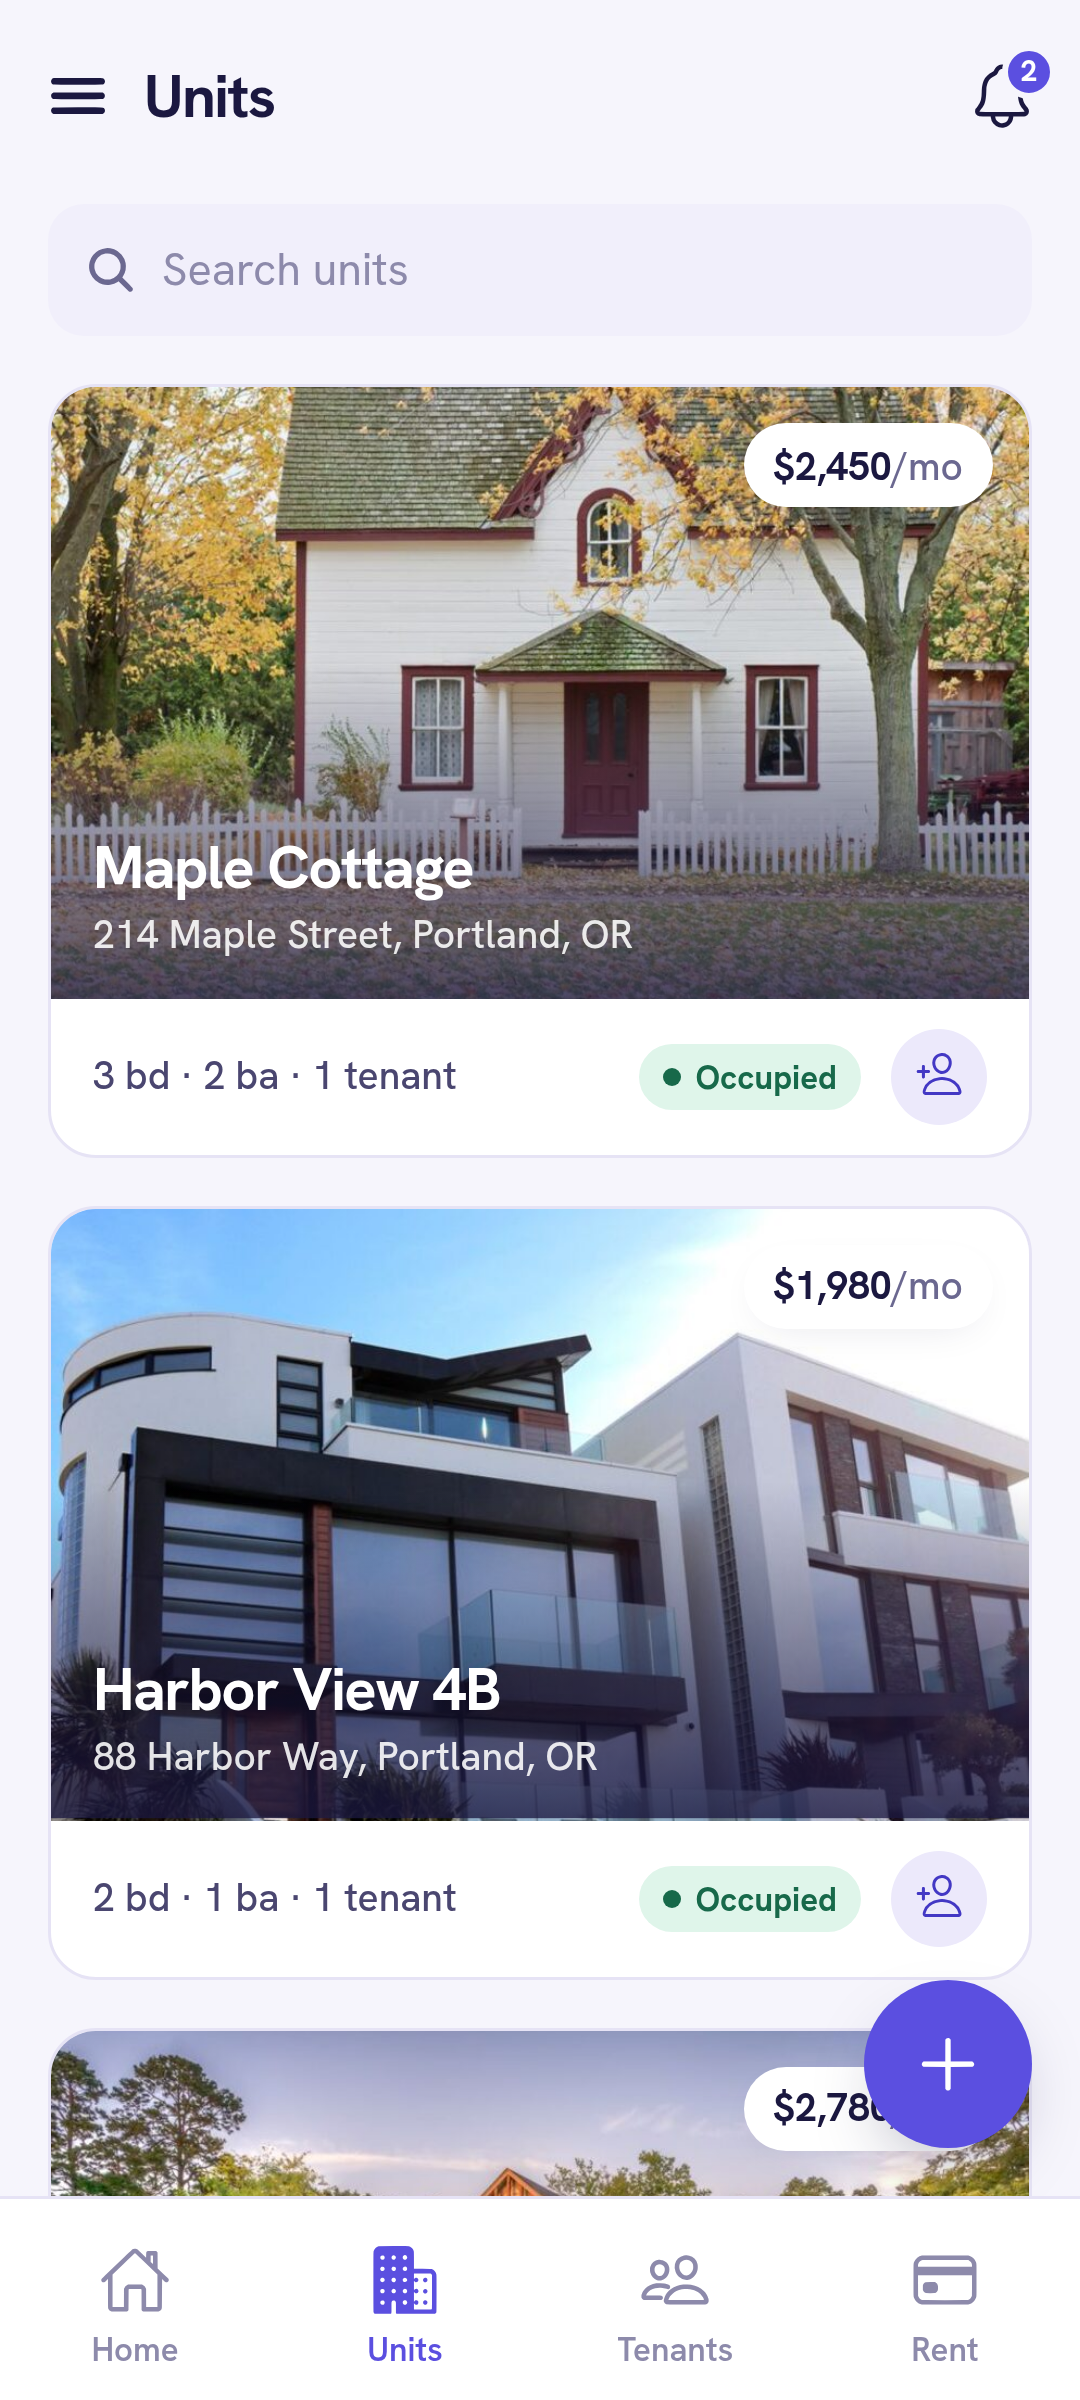 Units
2
Search units
$2,450/mo
Maple Cottage
214 Maple Street, Portland, OR
3 bd · 2 ba · 1 tenant
Occupied
$1,980/mo
Harbor View 4B
88 Harbor Way, Portland, OR
2 bd · 1 ba · 1 tenant
Occupied
$2,780
Home
Units
Tenants
Rent